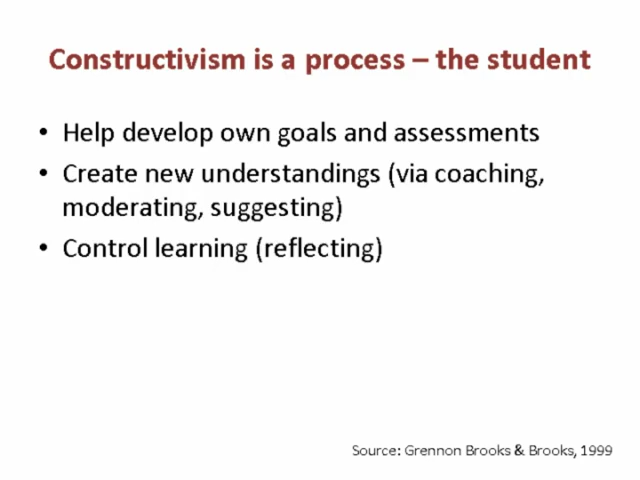 Constructivism is a process – the student
• Help develop own goals and assessments
• Create new understandings (via coaching,
moderating, suggesting)
• Control learning (reflecting)
Source: Grennon Brooks & Brooks, 1999